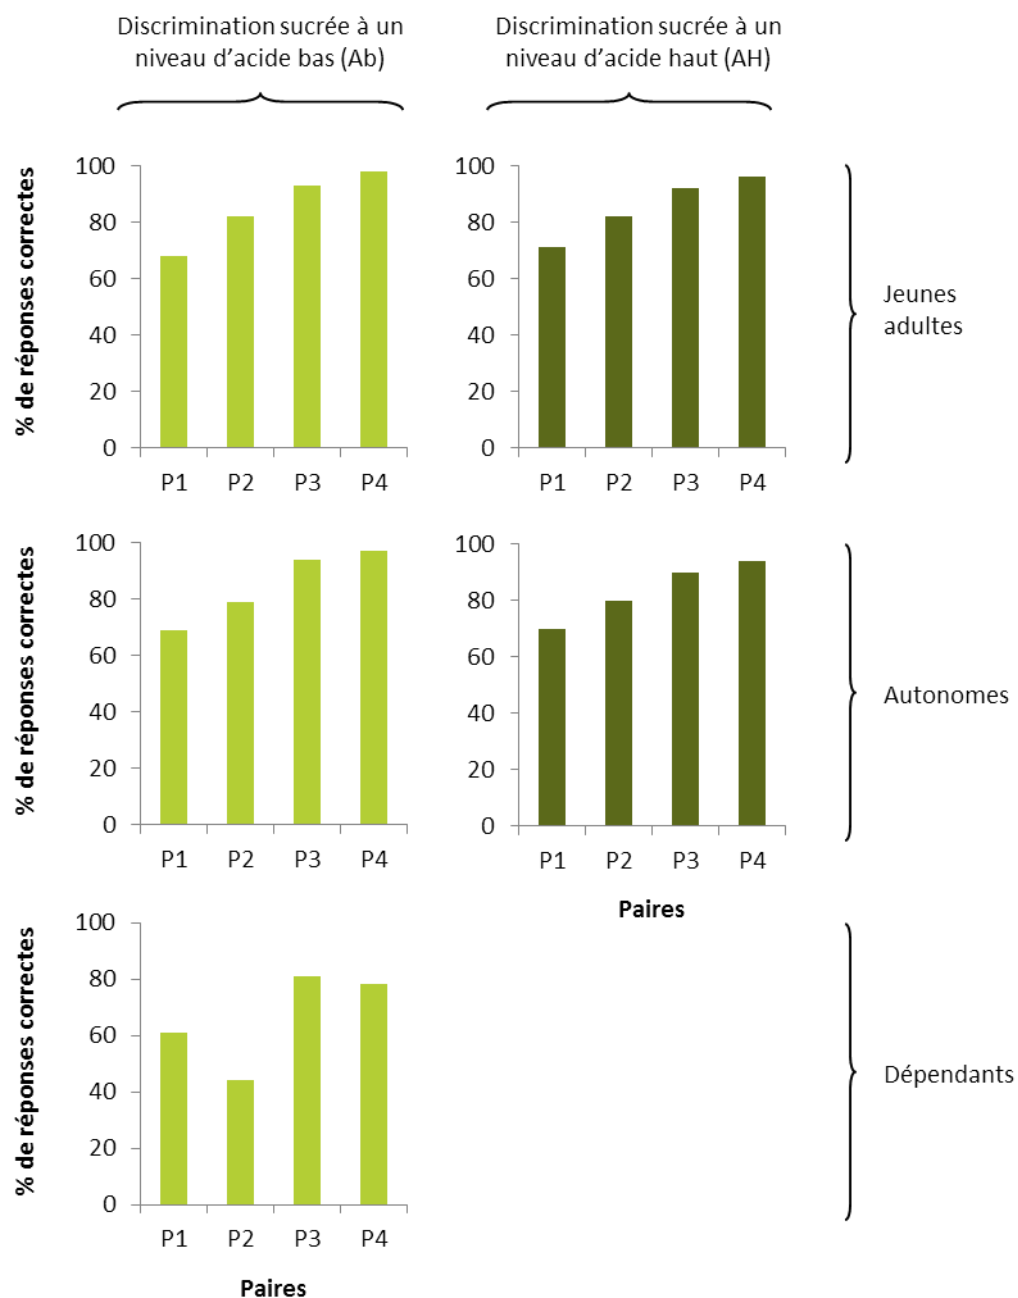 Discrimination sucrée à un
niveau d'acide bas (Ab)
Discrimination sucrée à un
niveau d'acide haut (AH)
% de réponses correctes
100
80
60
40
20
0
P1 P2 P3 P4
100
80
60
40
20
0
P1 P2 P3 P4
Jeunes
adultes
% de réponses correctes
100
80
60
40
20
0
P1 P2 P3 P4
100
80
60
40
20
0
P1 P2 P3 P4
Paires
Autonomes
% de réponses correctes
100
80
60
40
20
0
P1 P2 P3 P4
Paires
Dépendants